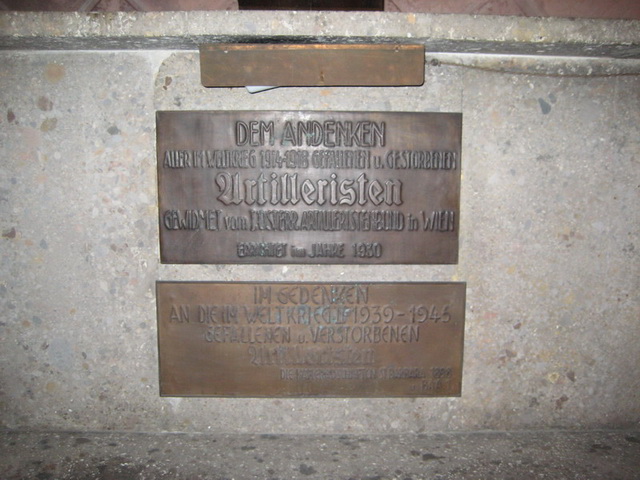 DEM ANDENKEN
ALLER IM WELTKRIEG 1914-1918 GEFALLENEN u. GESTORBENEN
Artilleristen
GEWIDMET vom ARTILLERISTENBUND in WIEN
ERRICHTET im JAHRE 1930
IM GEDENKEN
AN DIE IM WELTKRIEG 1939-1945
GEFALLENEN u. VERSTORBENEN
Artilleristen